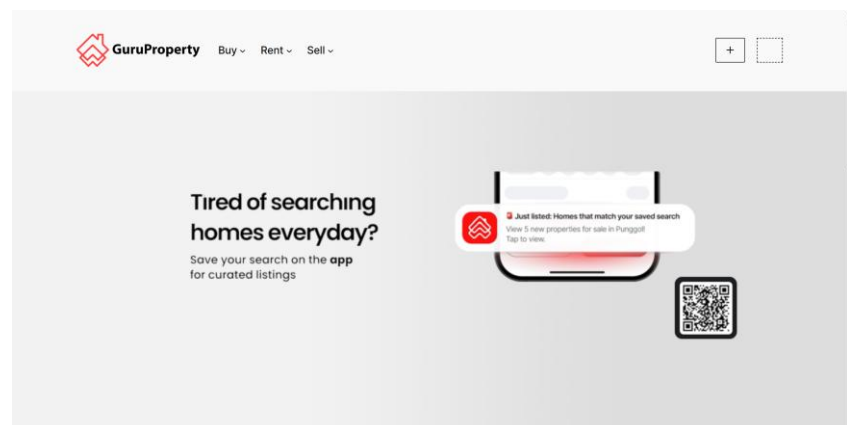 GuruProperty
Buy
Rent
Sell
+
Tired of searching
homes everyday?
Save your search on the app
for curated listings
Just listed: Homes that match your saved search
View 5 new properties for sale in Punggol!
Tap to view.